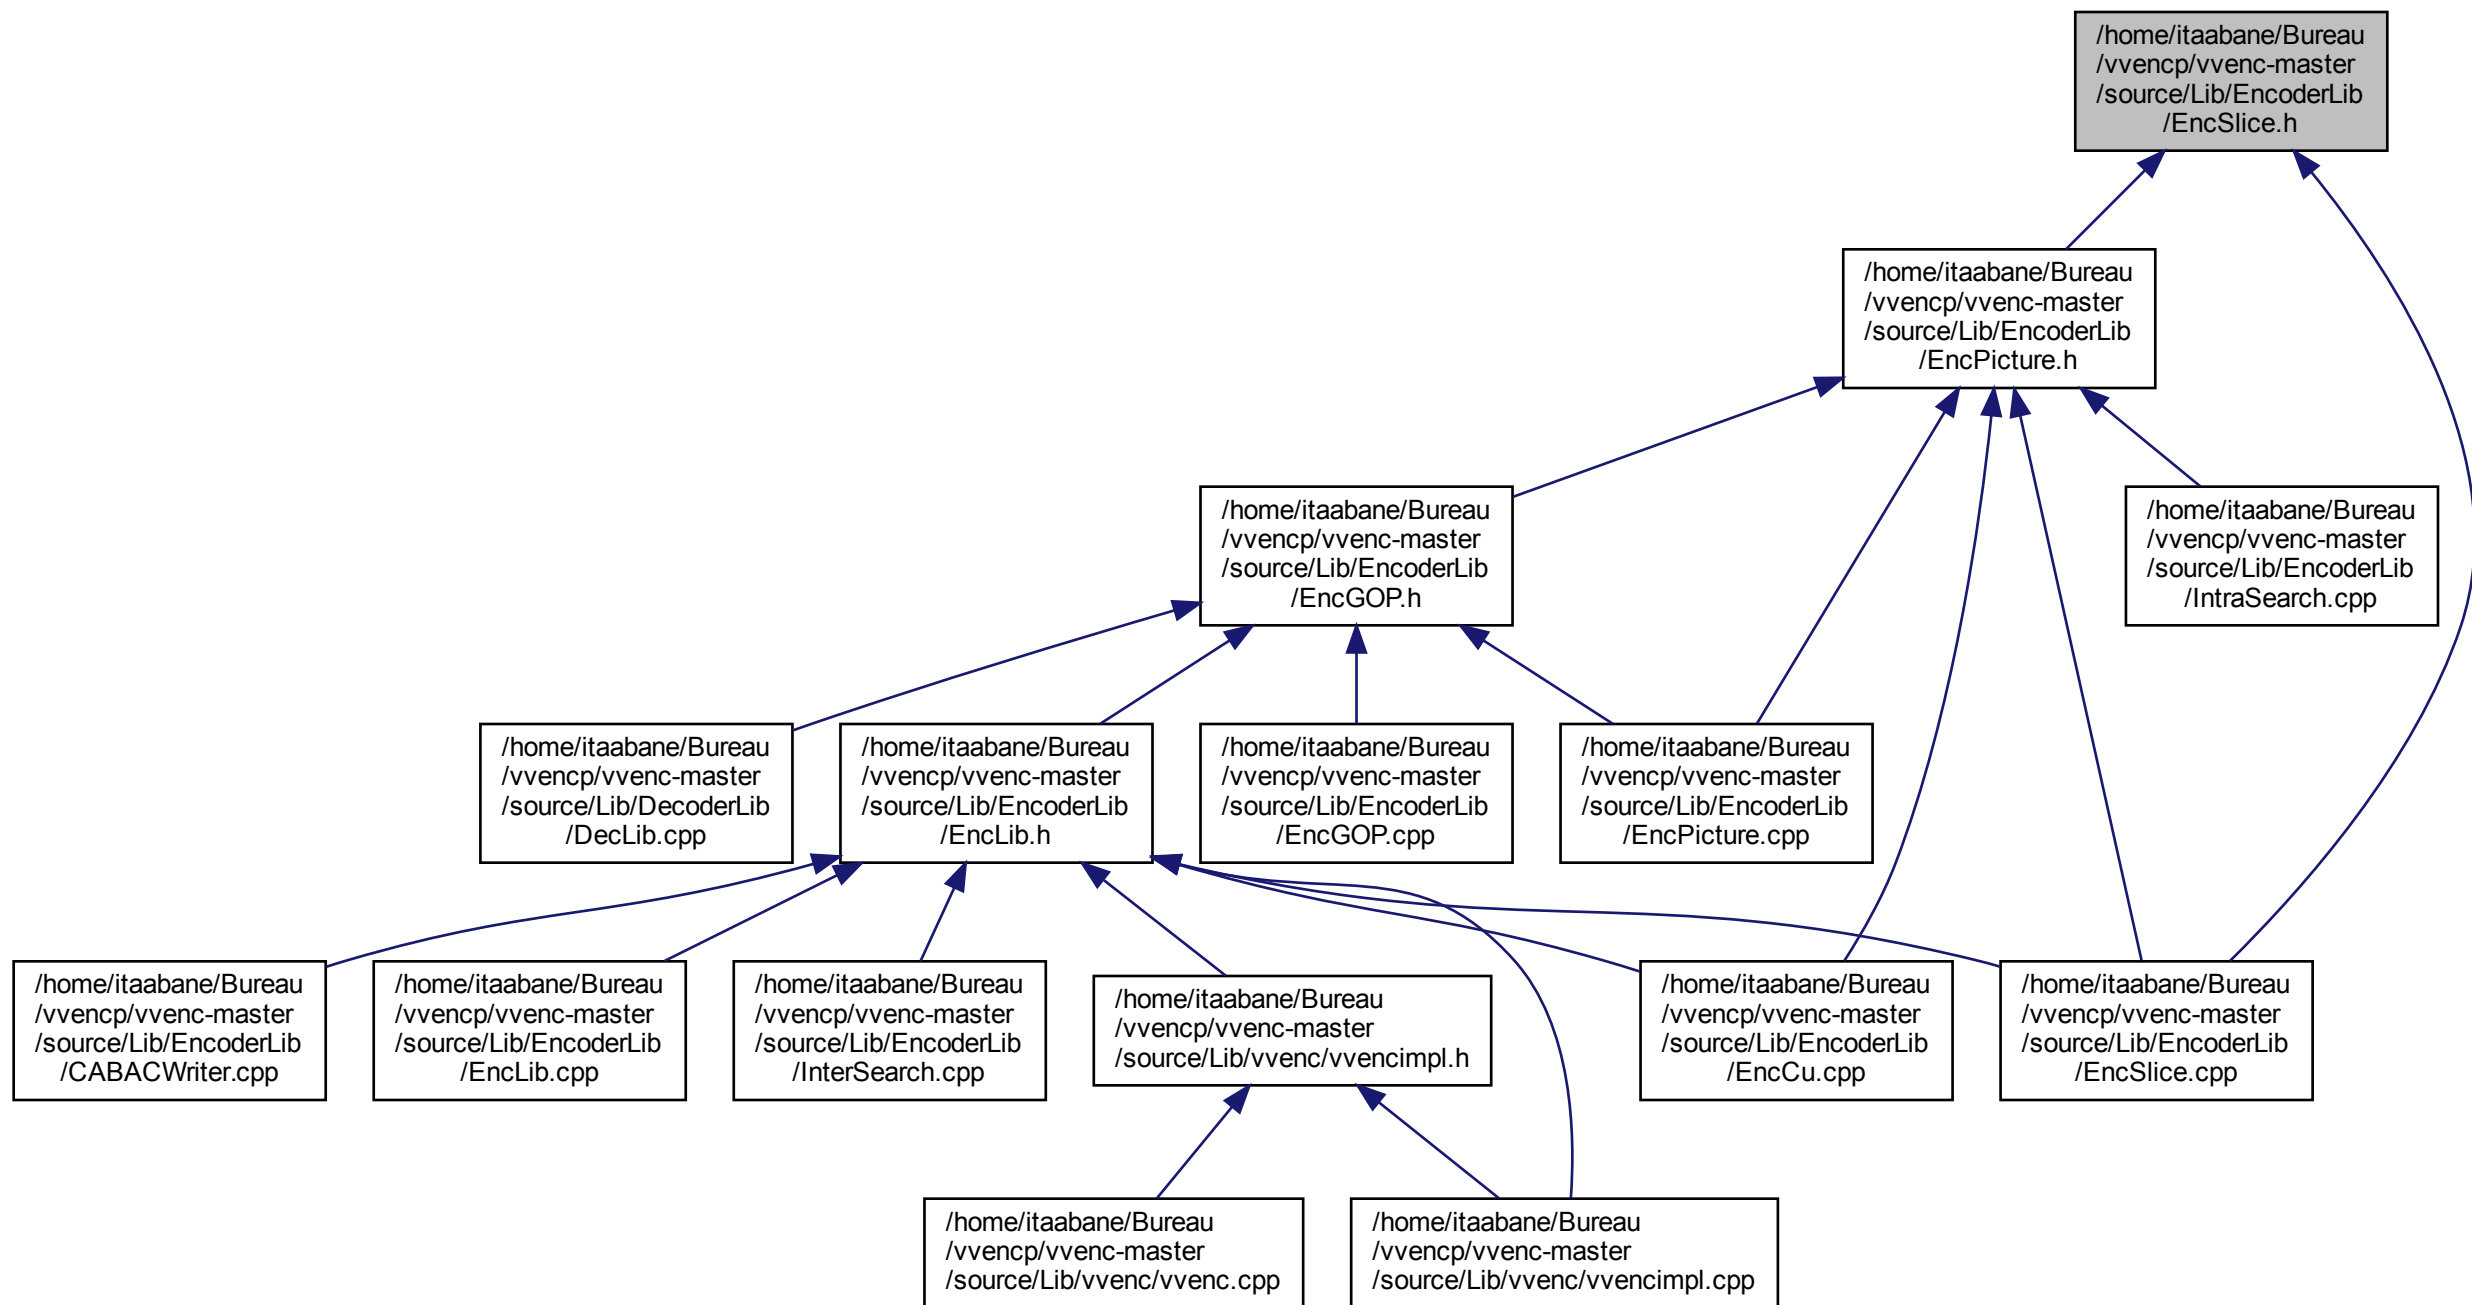 /home/itaabane/Bureau
/vvencp/vvenc-master
/source/Lib/EncoderLib
/EncSlice.h
/home/itaabane/Bureau
/vvencp/vvenc-master
/source/Lib/EncoderLib
/EncPicture.h
/home/itaabane/Bureau
/vvencp/vvenc-master
/source/Lib/EncoderLib
/EncGOP.h
/home/itaabane/Bureau
/vvencp/vvenc-master
/source/Lib/EncoderLib
/IntraSearch.cpp
/home/itaabane/Bureau
/vvencp/vvenc-master
/source/Lib/DecoderLib
/DecLib.cpp
/home/itaabane/Bureau
/vvencp/vvenc-master
/source/Lib/EncoderLib
/EncLib.h
/home/itaabane/Bureau
/vvencp/vvenc-master
/source/Lib/EncoderLib
/EncGOP.cpp
/home/itaabane/Bureau
/vvencp/vvenc-master
/source/Lib/EncoderLib
/EncPicture.cpp
/home/itaabane/Bureau
/vvencp/vvenc-master
/source/Lib/EncoderLib
/CABACWriter.cpp
/home/itaabane/Bureau
/vvencp/vvenc-master
/source/Lib/EncoderLib
/EncLib.cpp
/home/itaabane/Bureau
/vvencp/vvenc-master
/source/Lib/EncoderLib
/InterSearch.cpp
/home/itaabane/Bureau
/vvencp/vvenc-master
/source/Lib/vvenc/vvencimpl.h
/home/itaabane/Bureau
/vvencp/vvenc-master
/source/Lib/EncoderLib
/EncCu.cpp
/home/itaabane/Bureau
/vvencp/vvenc-master
/source/Lib/EncoderLib
/EncSlice.cpp
/home/itaabane/Bureau
/vvencp/vvenc-master
/source/Lib/vvenc/vvenc.cpp
/home/itaabane/Bureau
/vvencp/vvenc-master
/source/Lib/vvenc/vvencimpl.cpp